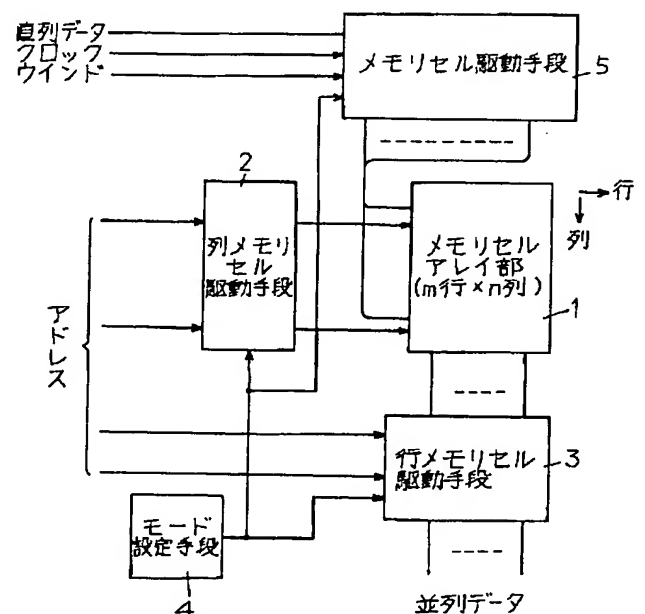 直列データ
クロック
ウインド
メモリセル駆動手段
5
2
列メモリ
セル
駆動手段
行
列
メモリセル
アレイ部
(m行×n列)
1
アドレス
行メモリセル
駆動手段
3
モード
設定手段
4
並列データ